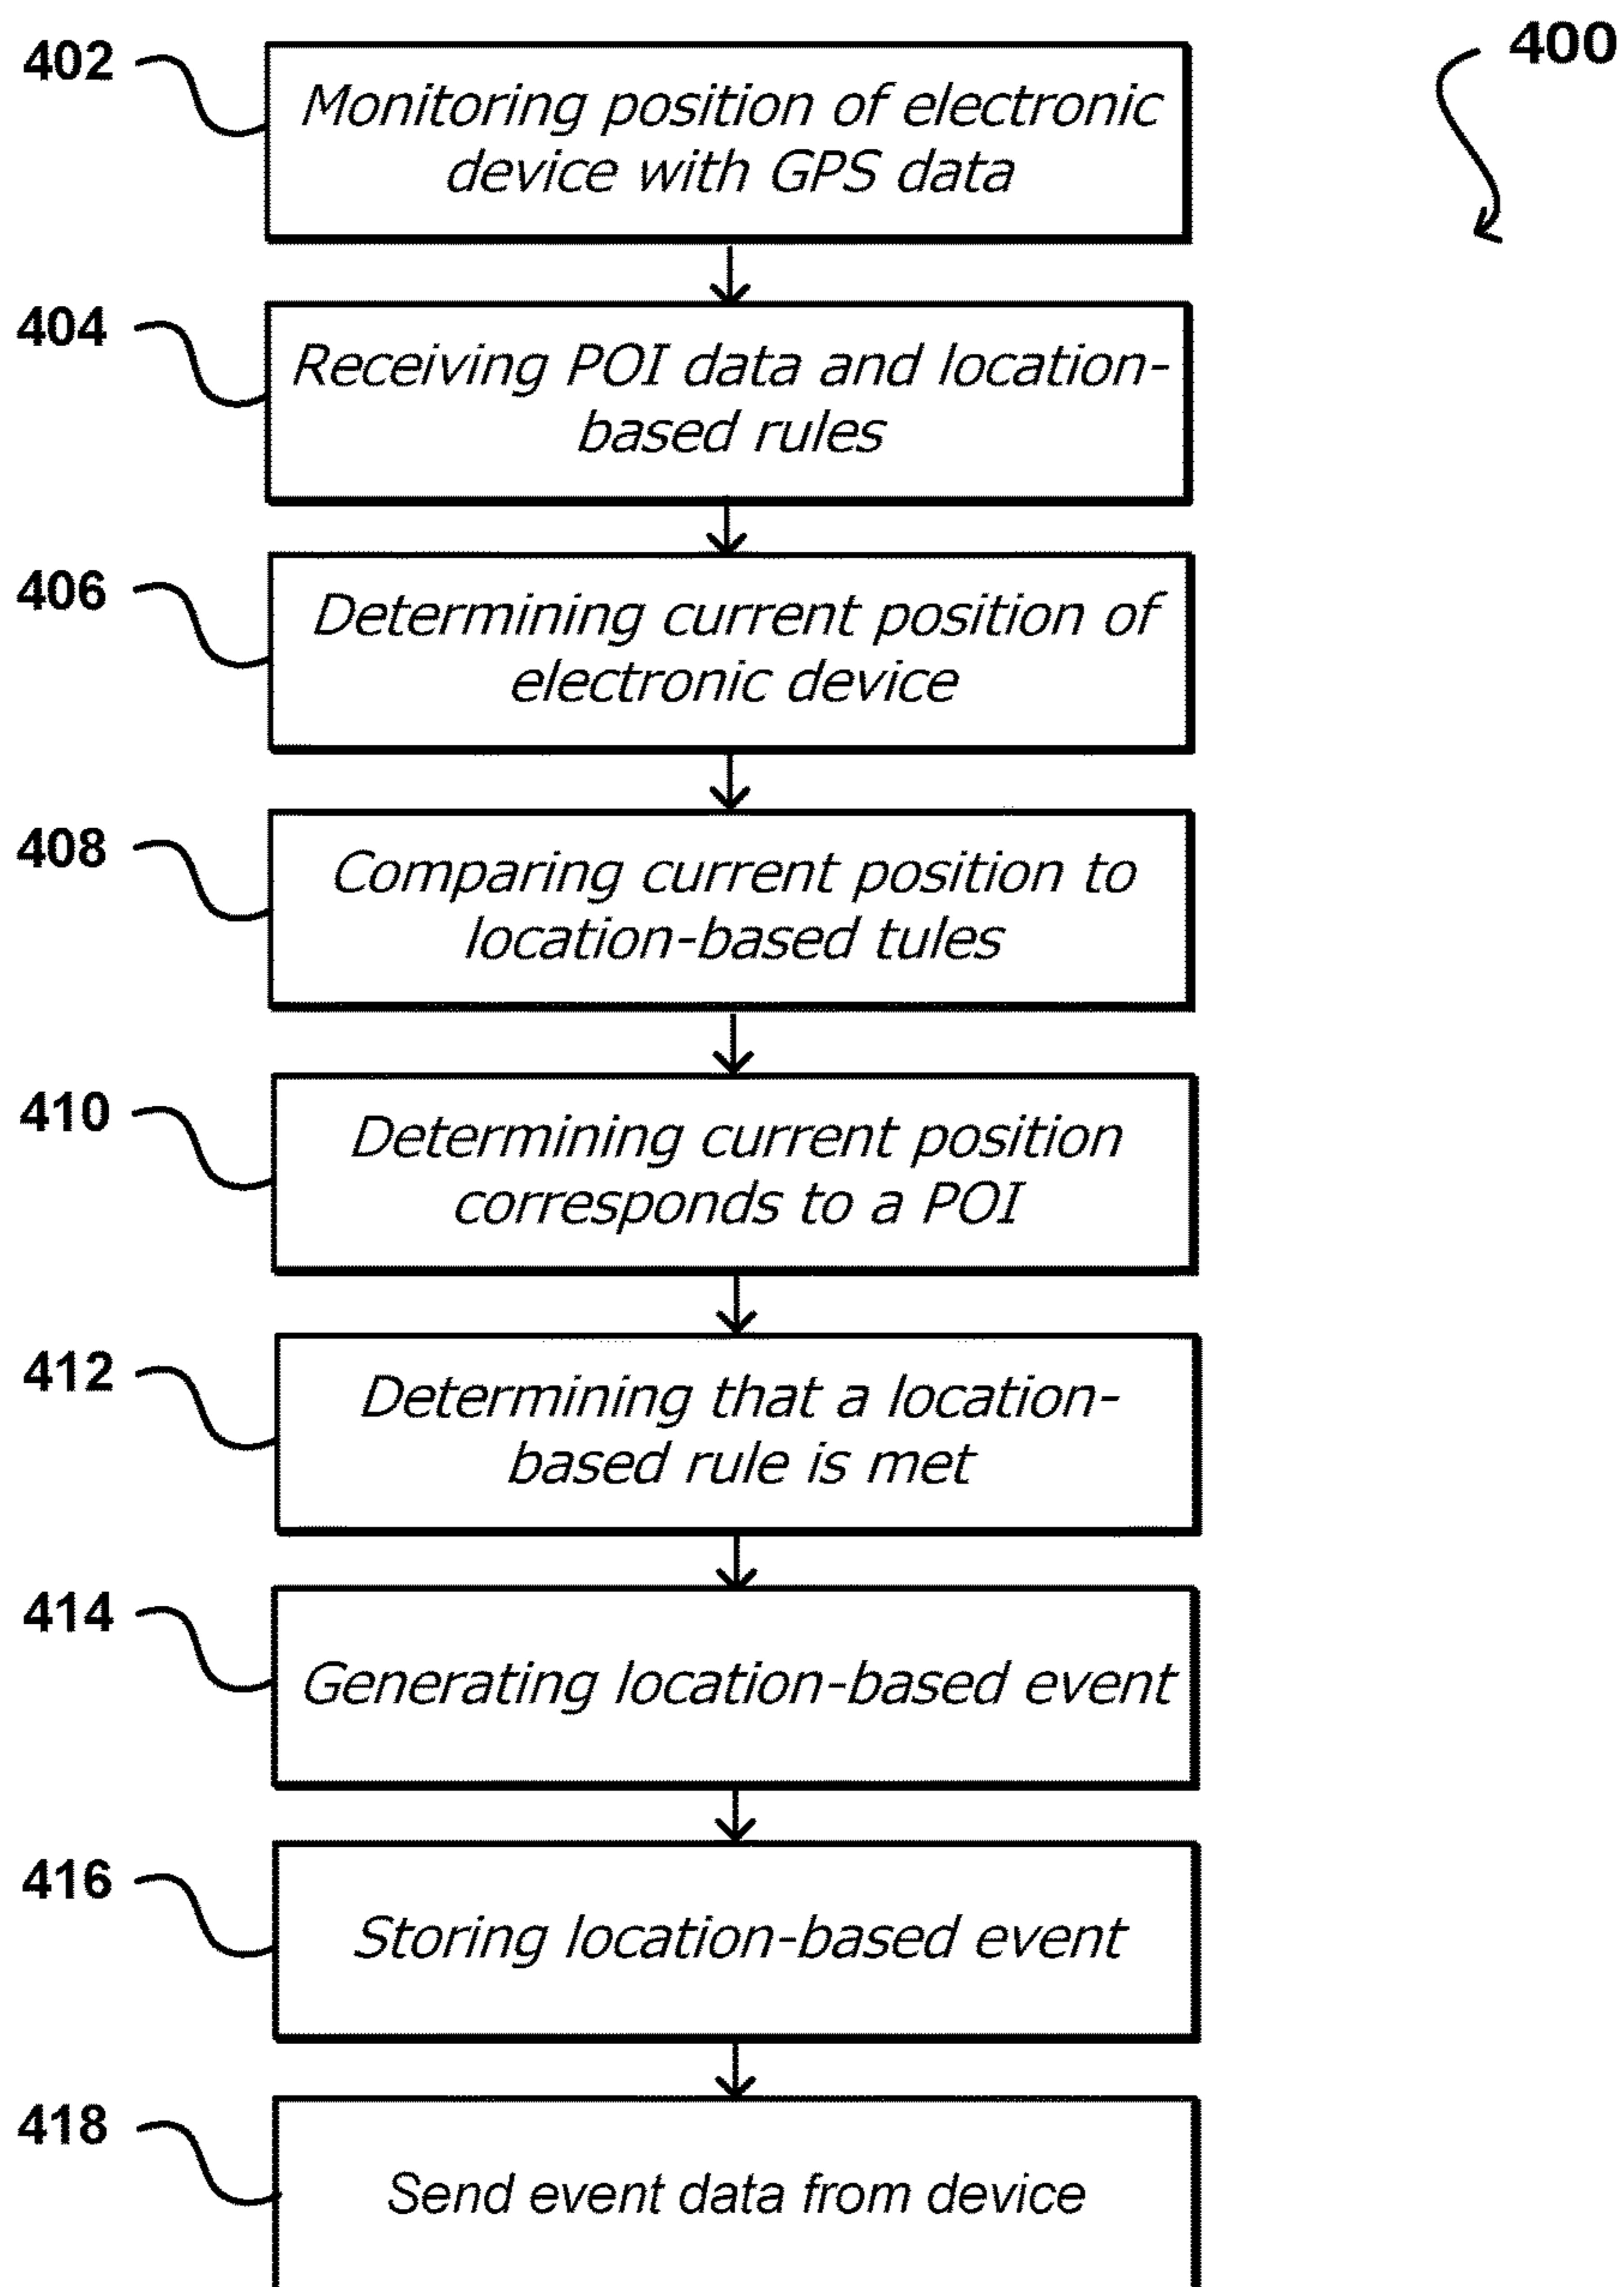 400
402
Monitoring position of electronic
device with GPS data
404
Receiving POI data and location-
based rules
406
Determining current position of
electronic device
408
Comparing current position to
location-based tules
410
Determining current position
corresponds to a POI
412
Determining that a location-
based rule is met
414
Generating location-based event
416
Storing location-based event
418
Send event data from device